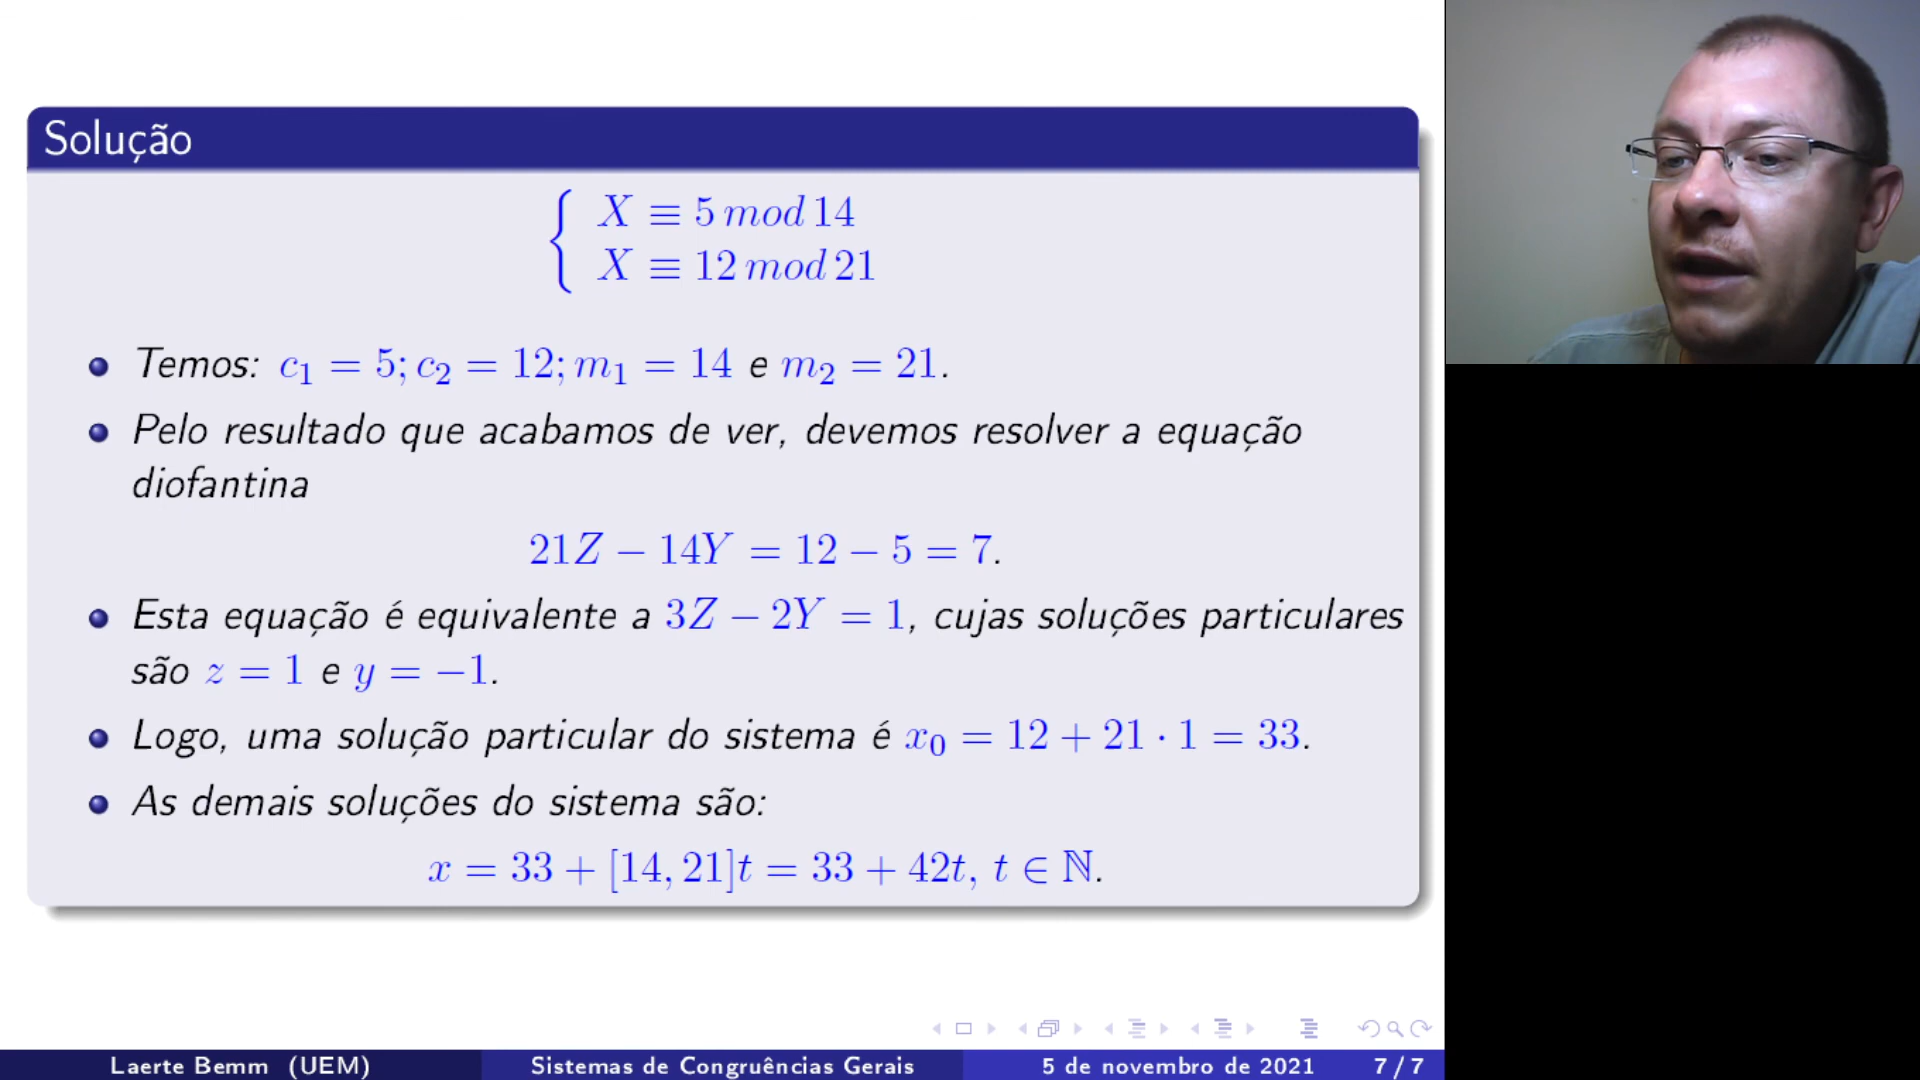 Solução
X ≡ 5 mod 14
X ≡ 12 mod 21
Temos: c₁ = 5; c₂ = 12; m₁ = 14 e m₂ = 21.
Pelo resultado que acabamos de ver, devemos resolver a equação
diofantina
21Z − 14Y = 12 − 5 = 7.
Esta equação é equivalente a 3Z − 2Y = 1, cujas soluções particulares
são z = 1 e y = −1.
Logo, uma solução particular do sistema é x₀ = 12 + 21 · 1 = 33.
As demais soluções do sistema são:
x = 33 + [14, 21]t = 33 + 42t, t ∈ ℕ.
Laerte Bemm (UEM) Sistemas de Congruências Gerais 5 de novembro de 2021 7 / 7